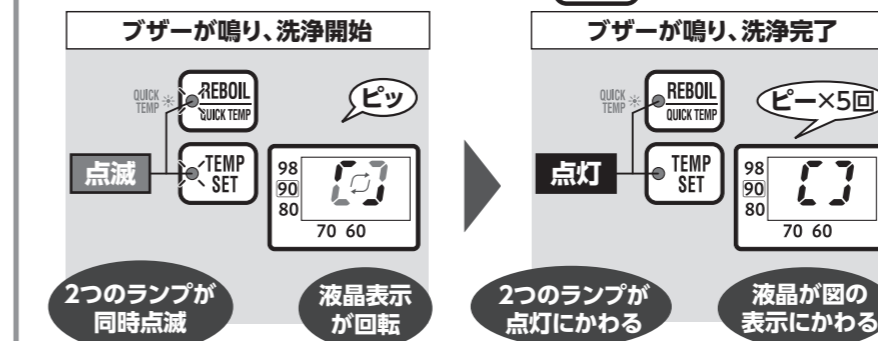 ブザーが鳴り、洗浄開始
QUICK
TEMP
REBOIL
QUICK TEMP
ピッ
点滅
TEMP
SET
98
90
80
70 60
2つのランプが
同時点滅
液晶表示
が回転
ブザーが鳴り、洗浄完了
QUICK
TEMP
REBOIL
QUICK TEMP
ピー×5回
点灯
TEMP
SET
98
90
80
70 60
2つのランプが
点灯にかわる
液晶が図の
表示にかわる